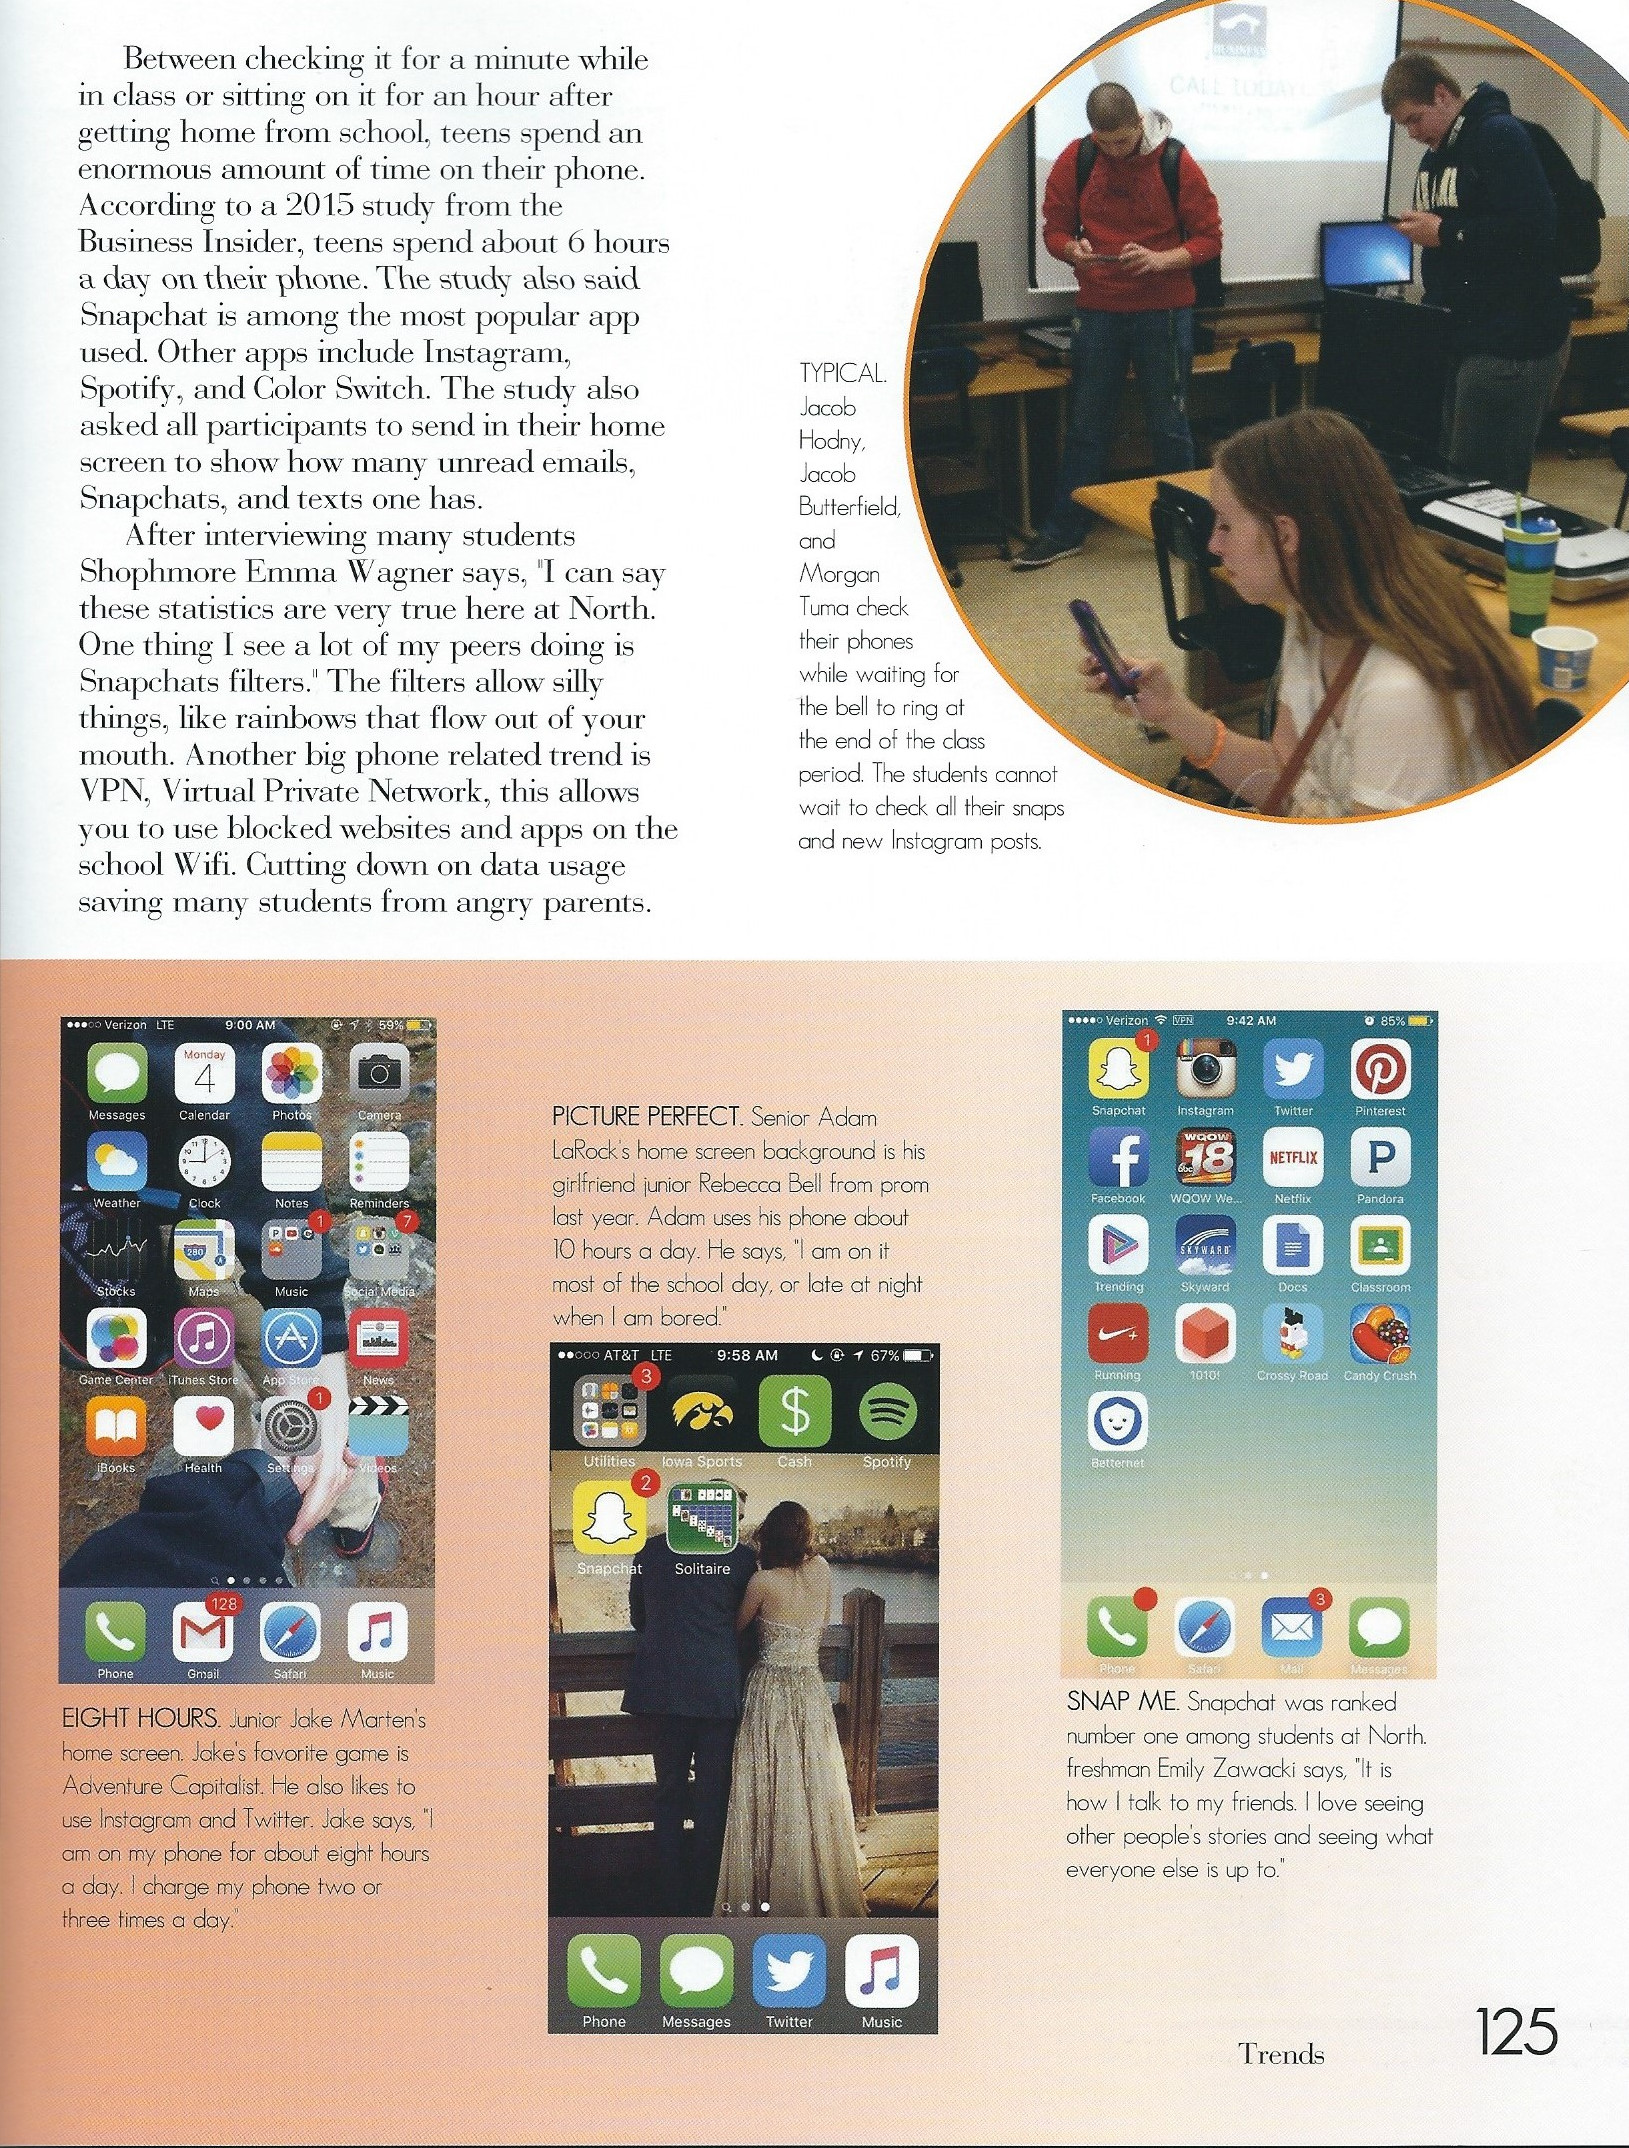 Between checking it for a minute while
in class or sitting on it for an hour after
getting home from school, teens spend an
enormous amount of time on their phone.
According to a 2015 study from the
Business Insider, teens spend about 6 hours
a day on their phone. The study also said
Snapchat is among the most popular app
used. Other apps include Instagram,
Spotify, and Color Switch. The study also
asked all participants to send in their home
screen to show how many unread emails,
Snapchats, and texts one has.
After interviewing many students
Shophmore Emma Wagner says, "I can say
these statistics are very true here at North.
One thing I see a lot of my peers doing is
Snapchats filters." The filters allow silly
things, like rainbows that flow out of your
mouth. Another big phone related trend is
VPN, Virtual Private Network, this allows
you to use blocked websites and apps on the
school Wifi. Cutting down on data usage
saving many students from angry parents.
BUSINESS
CALL TODAY
TYPICAL.
Jacob
Hodny,
Jacob
Butterfield,
and
Morgan
Tuma check
their phones
while waiting for
the bell to ring at
the end of the class
period. The students cannot
wait to check all their snaps
and new Instagram posts.
Verizon LTE 9:00 AM 59%
Monday
4
Messages Calendar Photos Camera
Weather Clock Notes Reminders
1 7
280
Stocks Maps Music Social Media
Game Center iTunes Store App Store News
1
iBooks Health Settings Videos
128
Phone Gmail Safari Music
EIGHT HOURS. Junior Jake Marten's
home screen. Jake's favorite game is
Adventure Capitalist. He also likes to
use Instagram and Twitter. Jake says, "I
am on my phone for about eight hours
a day. I charge my phone two or
three times a day."
PICTURE PERFECT. Senior Adam
LaRock's home screen background is his
girlfriend junior Rebecca Bell from prom
last year. Adam uses his phone about
10 hours a day. He says, "I am on it
most of the school day, or late at night
when I am bored."
AT&T LTE 9:58 AM 67%
3
$
Utilities Iowa Sports Cash Spotify
2
Snapchat Solitaire
Phone Messages Twitter Music
Verizon VPN 9:42 AM 85%
1
Snapchat Instagram Twitter Pinterest
WQOW
abc 18
NETFLIX
P
Facebook WQOW We... Netflix Pandora
SKYWARD
Trending Skyward Docs Classroom
Running 1010! Crossy Road Candy Crush
Betternet
3
Phone Safari Mail Messages
SNAP ME. Snapchat was ranked
number one among students at North.
freshman Emily Zawacki says, "It is
how I talk to my friends. I love seeing
other people's stories and seeing what
everyone else is up to."
Trends 125